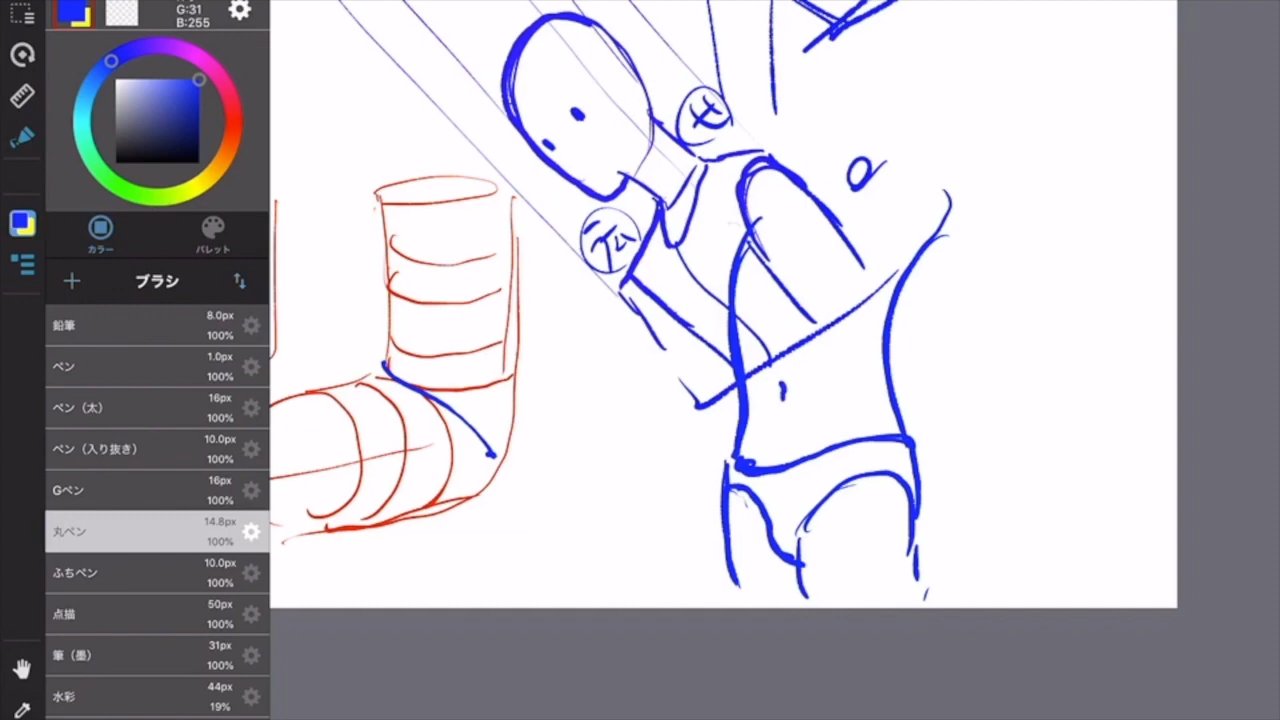 G:31
B:255
カラー
パレット
ブラシ
鉛筆
8.0px
100%
ペン
1.0px
100%
ペン（太）
16px
100%
ペン（入り抜き）
10.0px
100%
Gペン
16px
100%
丸ペン
14.8px
100%
ふちペン
10.0px
100%
点描
50px
100%
筆（墨）
31px
100%
水彩
44px
19%